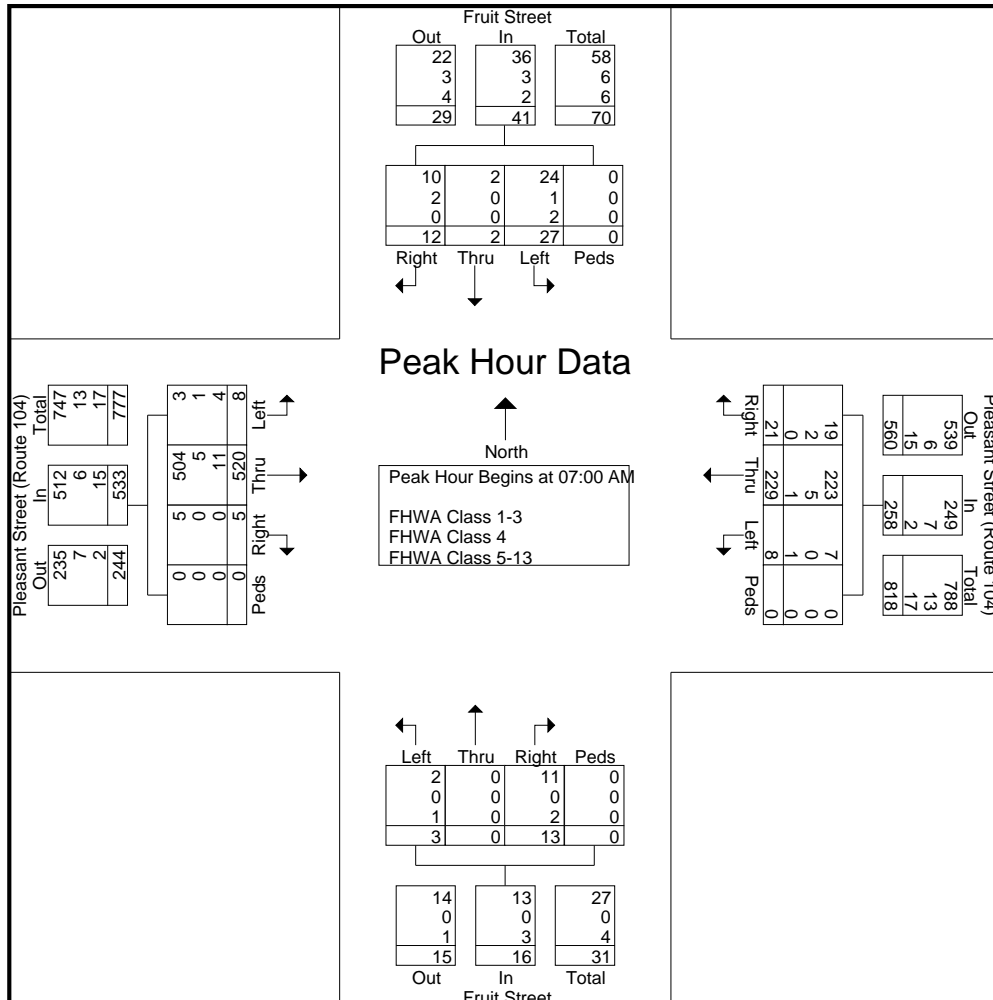 Fruit Street
Out In Total
22 36 58
3 3 6
4 2 6
29 41 70
10 2 24 0
2 0 1 0
0 0 2 0
12 2 27 0
Right Thru Left Peds
Peak Hour Data
North
Peak Hour Begins at 07:00 AM
FHWA Class 1-3
FHWA Class 4
FHWA Class 5-13
Pleasant Street (Route 104)
Out In Total
235 512 747
7 6 13
2 15 17
244 533 777
0 5 504 3
0 0 5 1
0 0 11 4
0 5 520 8
Peds Right Thru Left
Pleasant Street (Route 104)
Out In Total
539 249 788
6 7 13
15 2 17
560 258 818
19 223 7 0
2 5 0 0
0 1 1 0
21 229 8 0
Right Thru Left Peds
Left Thru Right Peds
2 0 11 0
0 0 0 0
1 0 2 0
3 0 13 0
14 13 27
0 0 0
1 3 4
15 16 31
Out In Total
Fruit Street